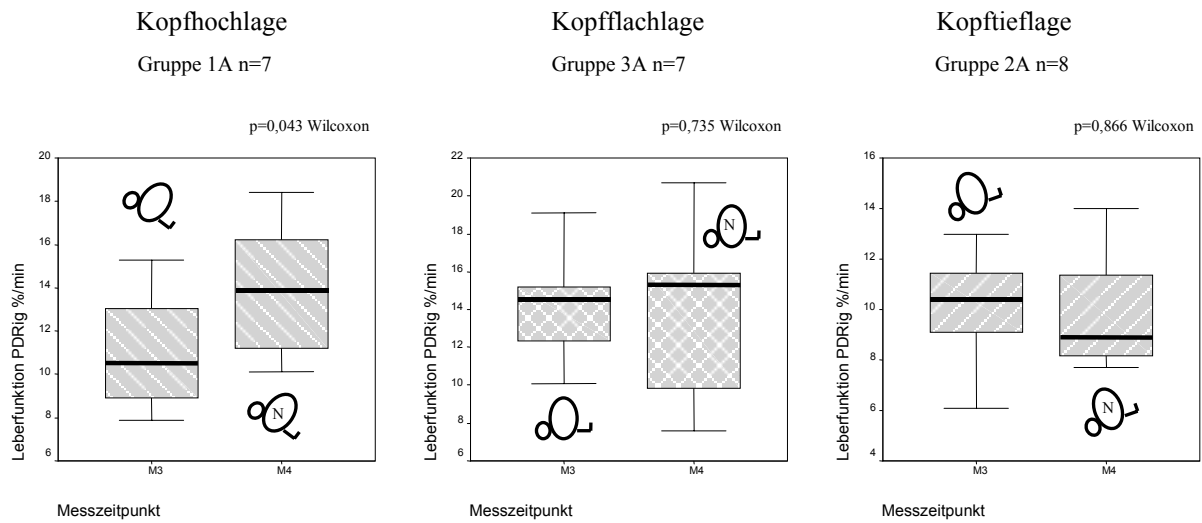 Kopfhochlage
Gruppe 1A n=7
p=0,043 Wilcoxon
20
18
16
14
12
10
8
6
Leberfunktion PDRig %/min
N
M3
M4
Messzeitpunkt
Kopfflachlage
Gruppe 3A n=7
p=0,735 Wilcoxon
22
20
18
16
14
12
10
8
6
Leberfunktion PDRig %/min
N
M3
M4
Messzeitpunkt
Kopftieflage
Gruppe 2A n=8
p=0,866 Wilcoxon
16
14
12
10
8
6
4
Leberfunktion PDRig %/min
N
M3
M4
Messzeitpunkt